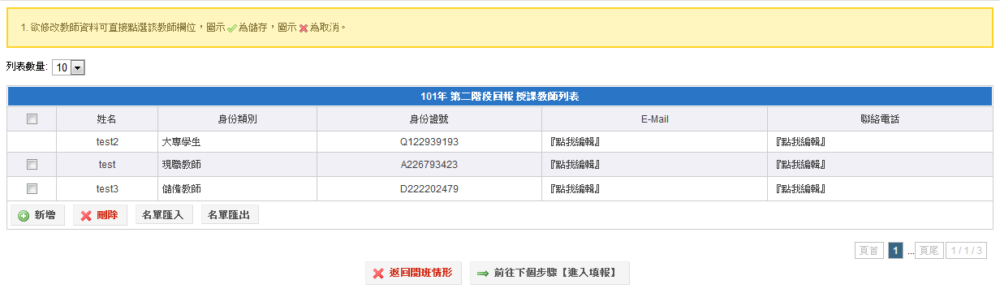 1. 欲修改教師資料可直接點選該教師欄位，圖示 為儲存，圖示 為取消。
列表數量: 10
101年 第二階段回報 授課教師列表
姓名 身份類別 身份證號 E-Mail 聯絡電話
test2 大專學生 Q122939193 『點我編輯』 『點我編輯』
test 現職教師 A226793423 『點我編輯』 『點我編輯』
test3 儲備教師 D222202479 『點我編輯』 『點我編輯』
新增 刪除 名單匯入 名單匯出
頁首 1 ... 頁尾 1 / 1 / 3
返回開班情形 前往下個步驟【進入填報】